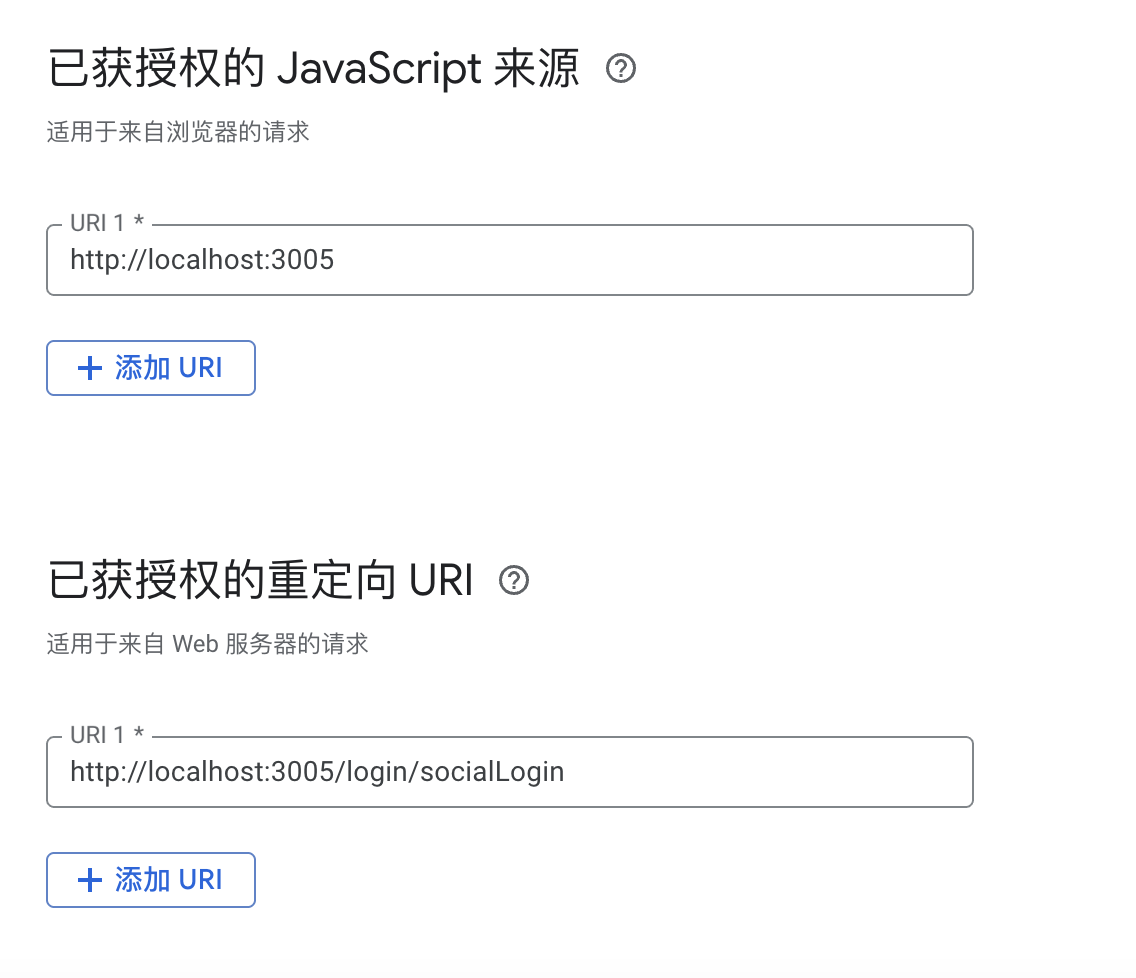 已获授权的 JavaScript 来源
适用于来自浏览器的请求
URI 1 *
http://localhost:3005
添加 URI
已获授权的重定向 URI
适用于来自 Web 服务器的请求
URI 1 *
http://localhost:3005/login/socialLogin
添加 URI